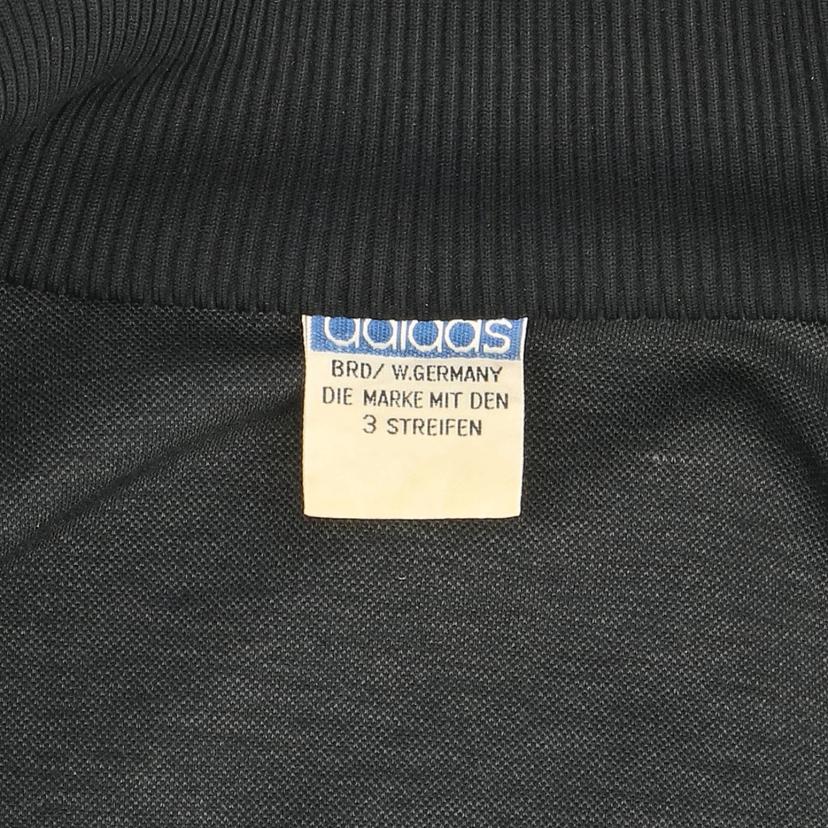 adidas
BRD/ W.GERMANY
DIE MARKE MIT DEN
3 STREIFEN